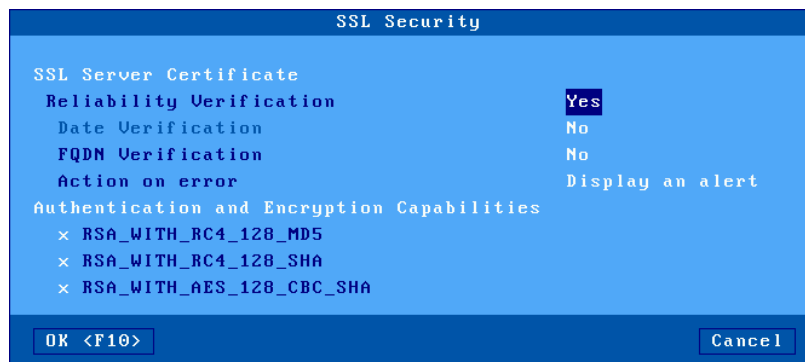 SSL Security
SSL Server Certificate
Reliability Verification Yes
Date Verification No
FQDN Verification No
Action on error Display an alert
Authentication and Encryption Capabilities
x RSA_WITH_RC4_128_MD5
x RSA_WITH_RC4_128_SHA
x RSA_WITH_AES_128_CBC_SHA
OK <F10> Cancel